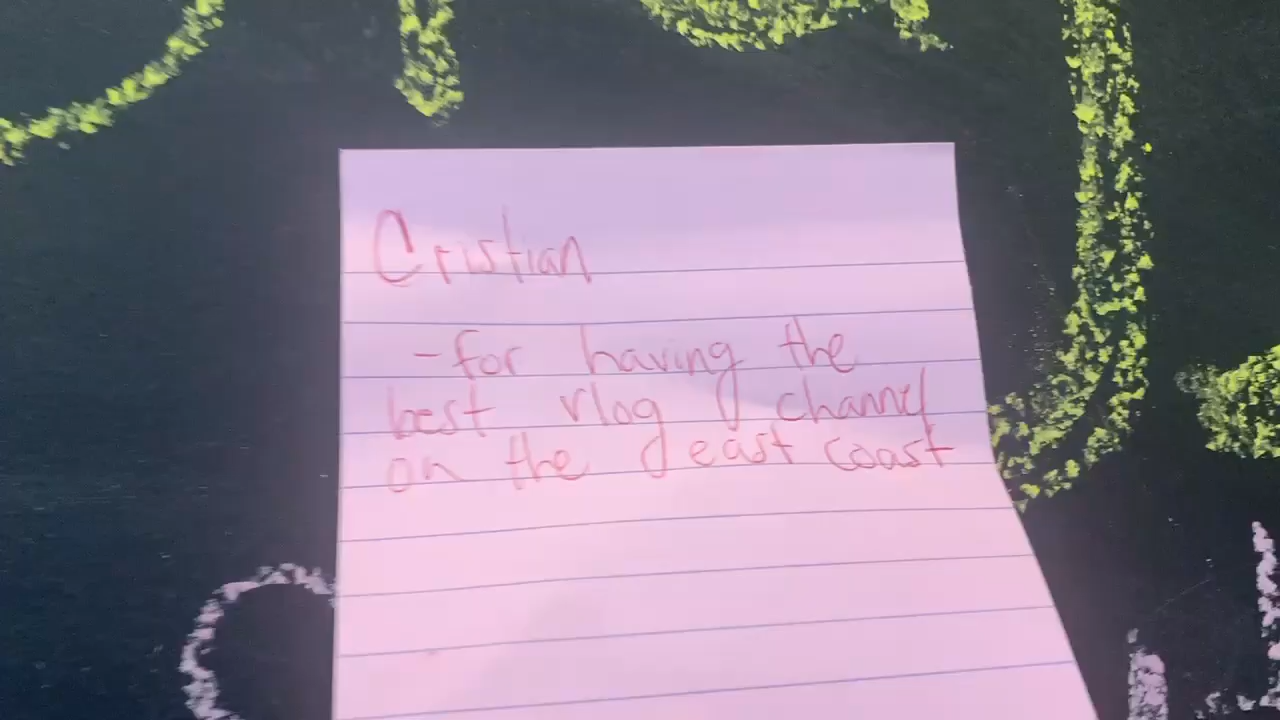 Cristian
-for having the
best vlog channel
on the east coast